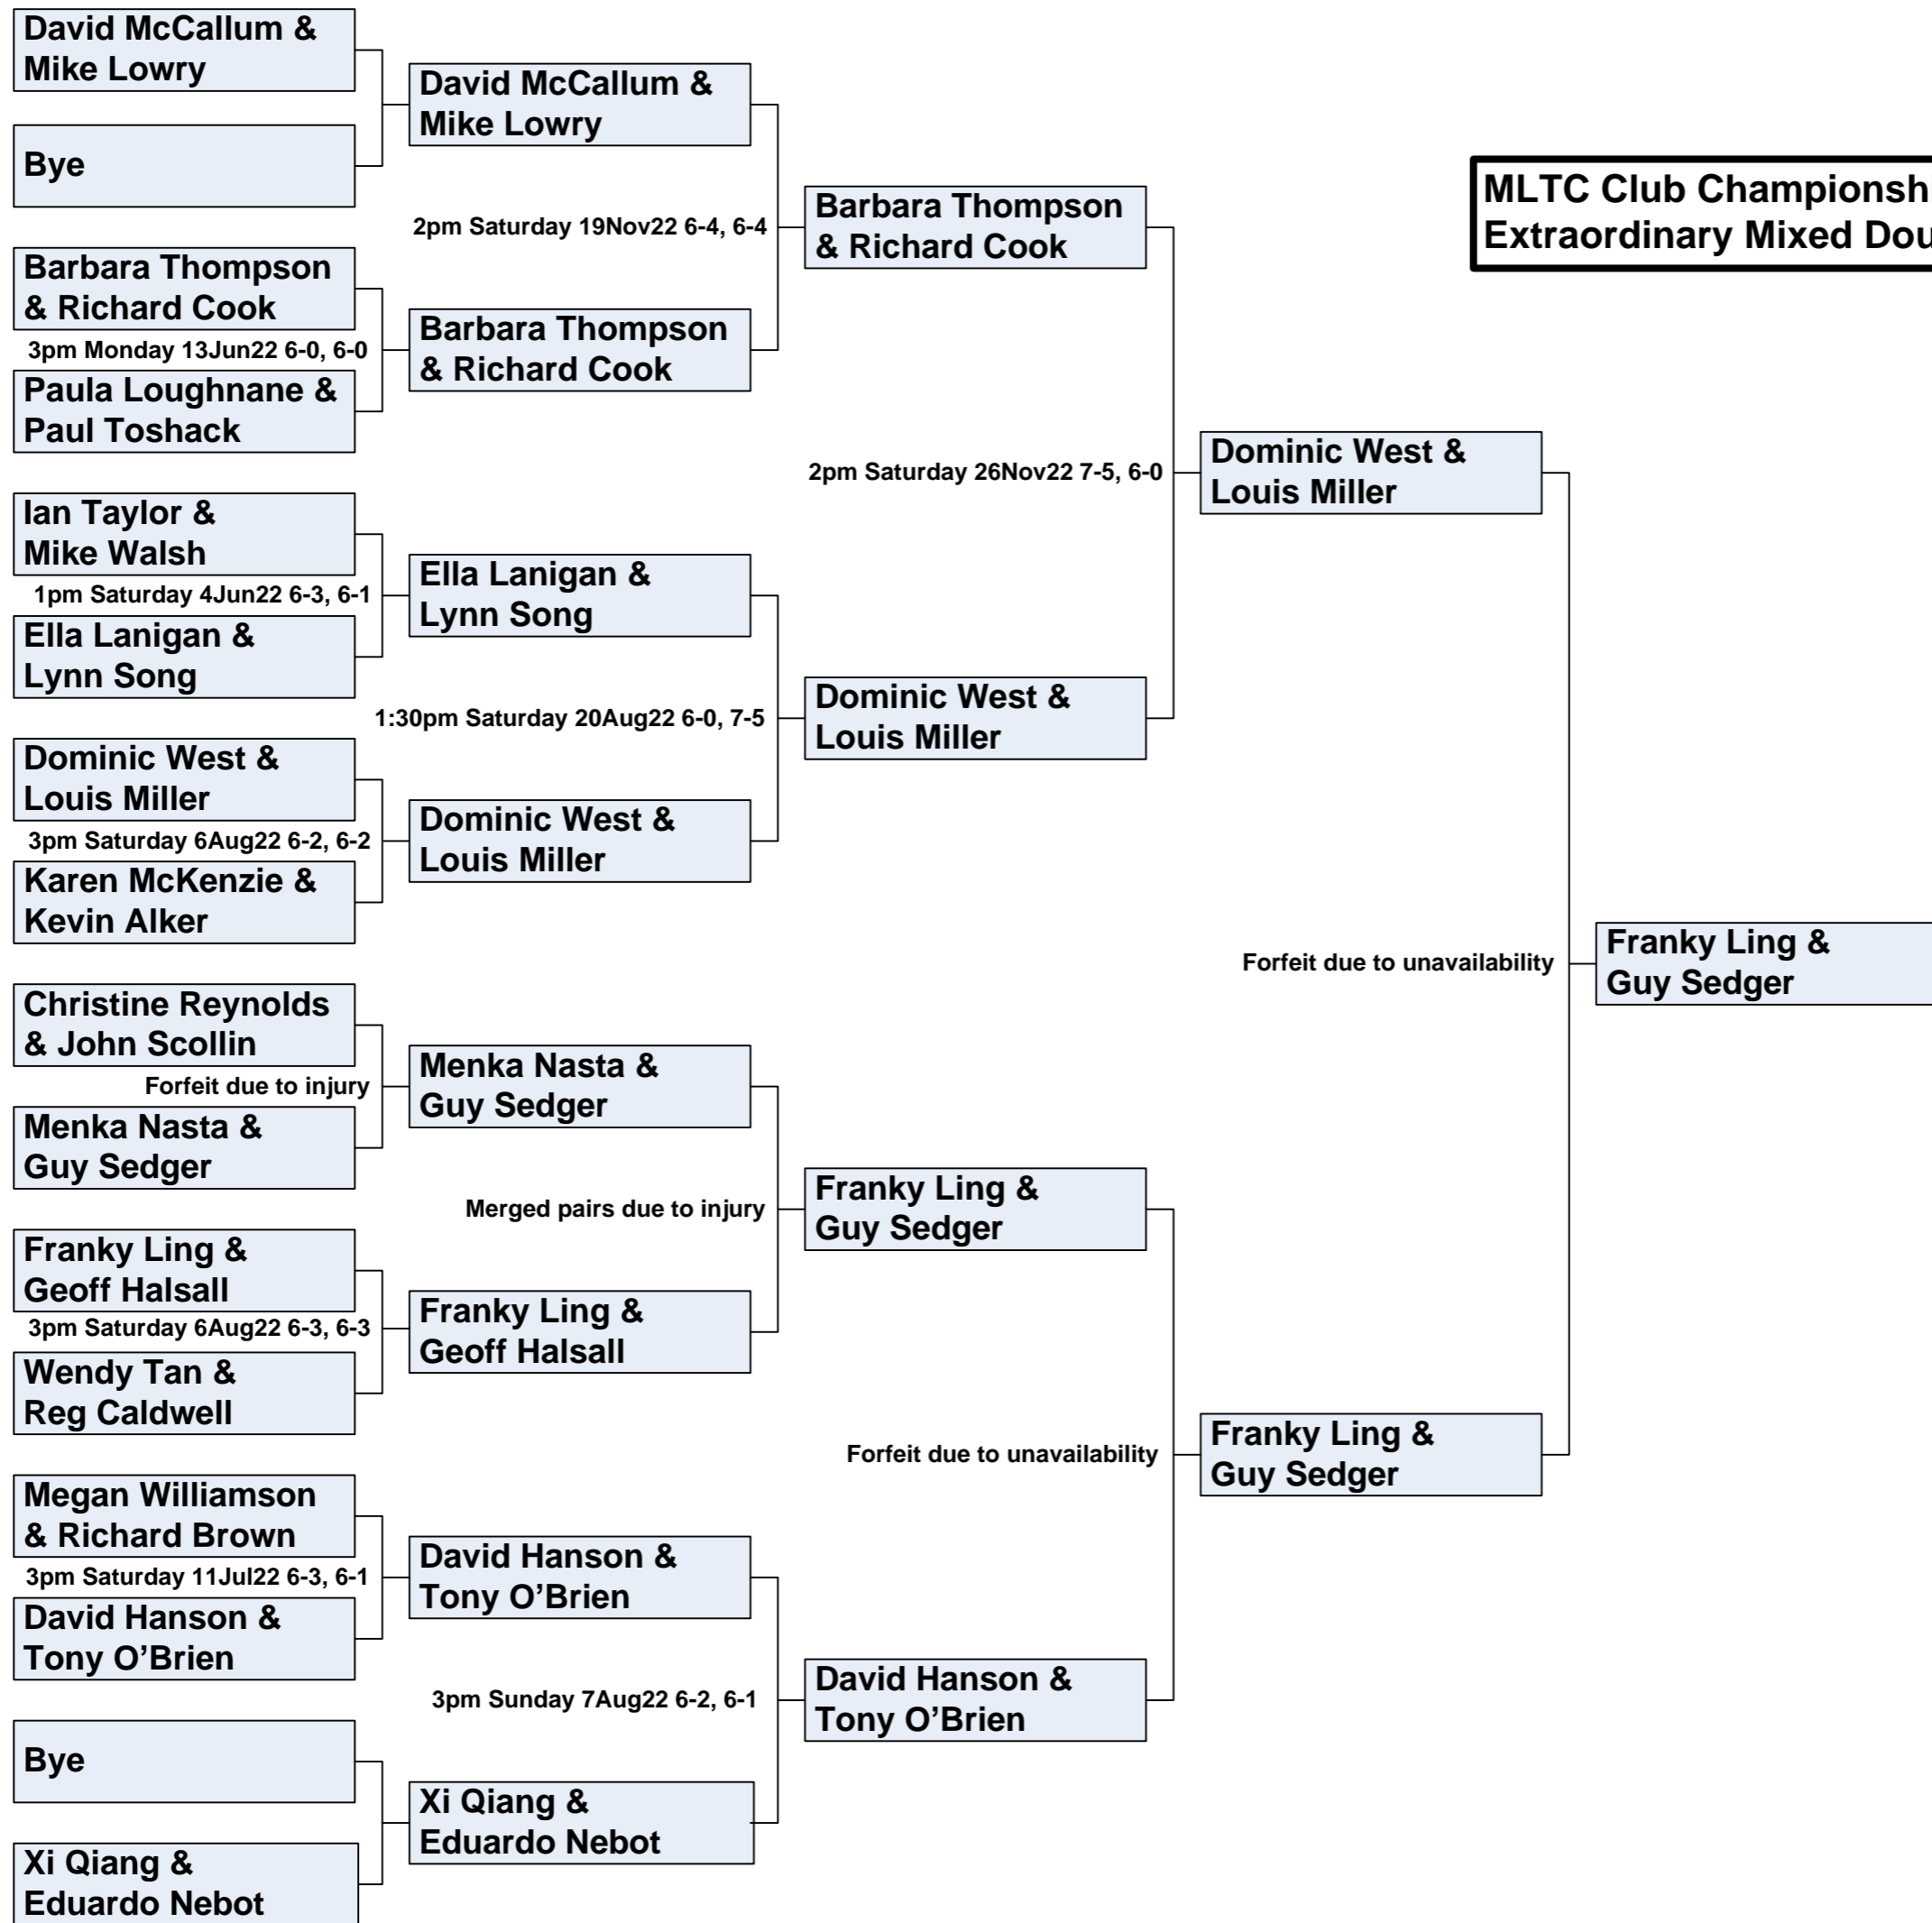 David McCallum &
Mike Lowry
Bye
Barbara Thompson
& Richard Cook
3pm Monday 13Jun22 6-0, 6-0
Paula Loughnane &
Paul Toshack
Ian Taylor &
Mike Walsh
1pm Saturday 4Jun22 6-3, 6-1
Ella Lanigan &
Lynn Song
Dominic West &
Louis Miller
3pm Saturday 6Aug22 6-2, 6-2
Karen McKenzie &
Kevin Alker
Christine Reynolds
& John Scollin
Forfeit due to injury
Menka Nasta &
Guy Sedger
Franky Ling &
Geoff Halsall
3pm Saturday 6Aug22 6-3, 6-3
Wendy Tan &
Reg Caldwell
Megan Williamson
& Richard Brown
3pm Saturday 11Jul22 6-3, 6-1
David Hanson &
Tony O’Brien
Bye
Xi Qiang &
Eduardo Nebot
David McCallum &
Mike Lowry
2pm Saturday 19Nov22 6-4, 6-4
Barbara Thompson
& Richard Cook
Ella Lanigan &
Lynn Song
1:30pm Saturday 20Aug22 6-0, 7-5
Dominic West &
Louis Miller
Menka Nasta &
Guy Sedger
Merged pairs due to injury
Franky Ling &
Geoff Halsall
David Hanson &
Tony O’Brien
3pm Sunday 7Aug22 6-2, 6-1
Xi Qiang &
Eduardo Nebot
Barbara Thompson
& Richard Cook
2pm Saturday 26Nov22 7-5, 6-0
Dominic West &
Louis Miller
Franky Ling &
Guy Sedger
Forfeit due to unavailability
David Hanson &
Tony O’Brien
Dominic West &
Louis Miller
Forfeit due to unavailability
Franky Ling &
Guy Sedger
MLTC Club Championshi
Extraordinary Mixed Dou
Franky Ling &
Guy Sedger